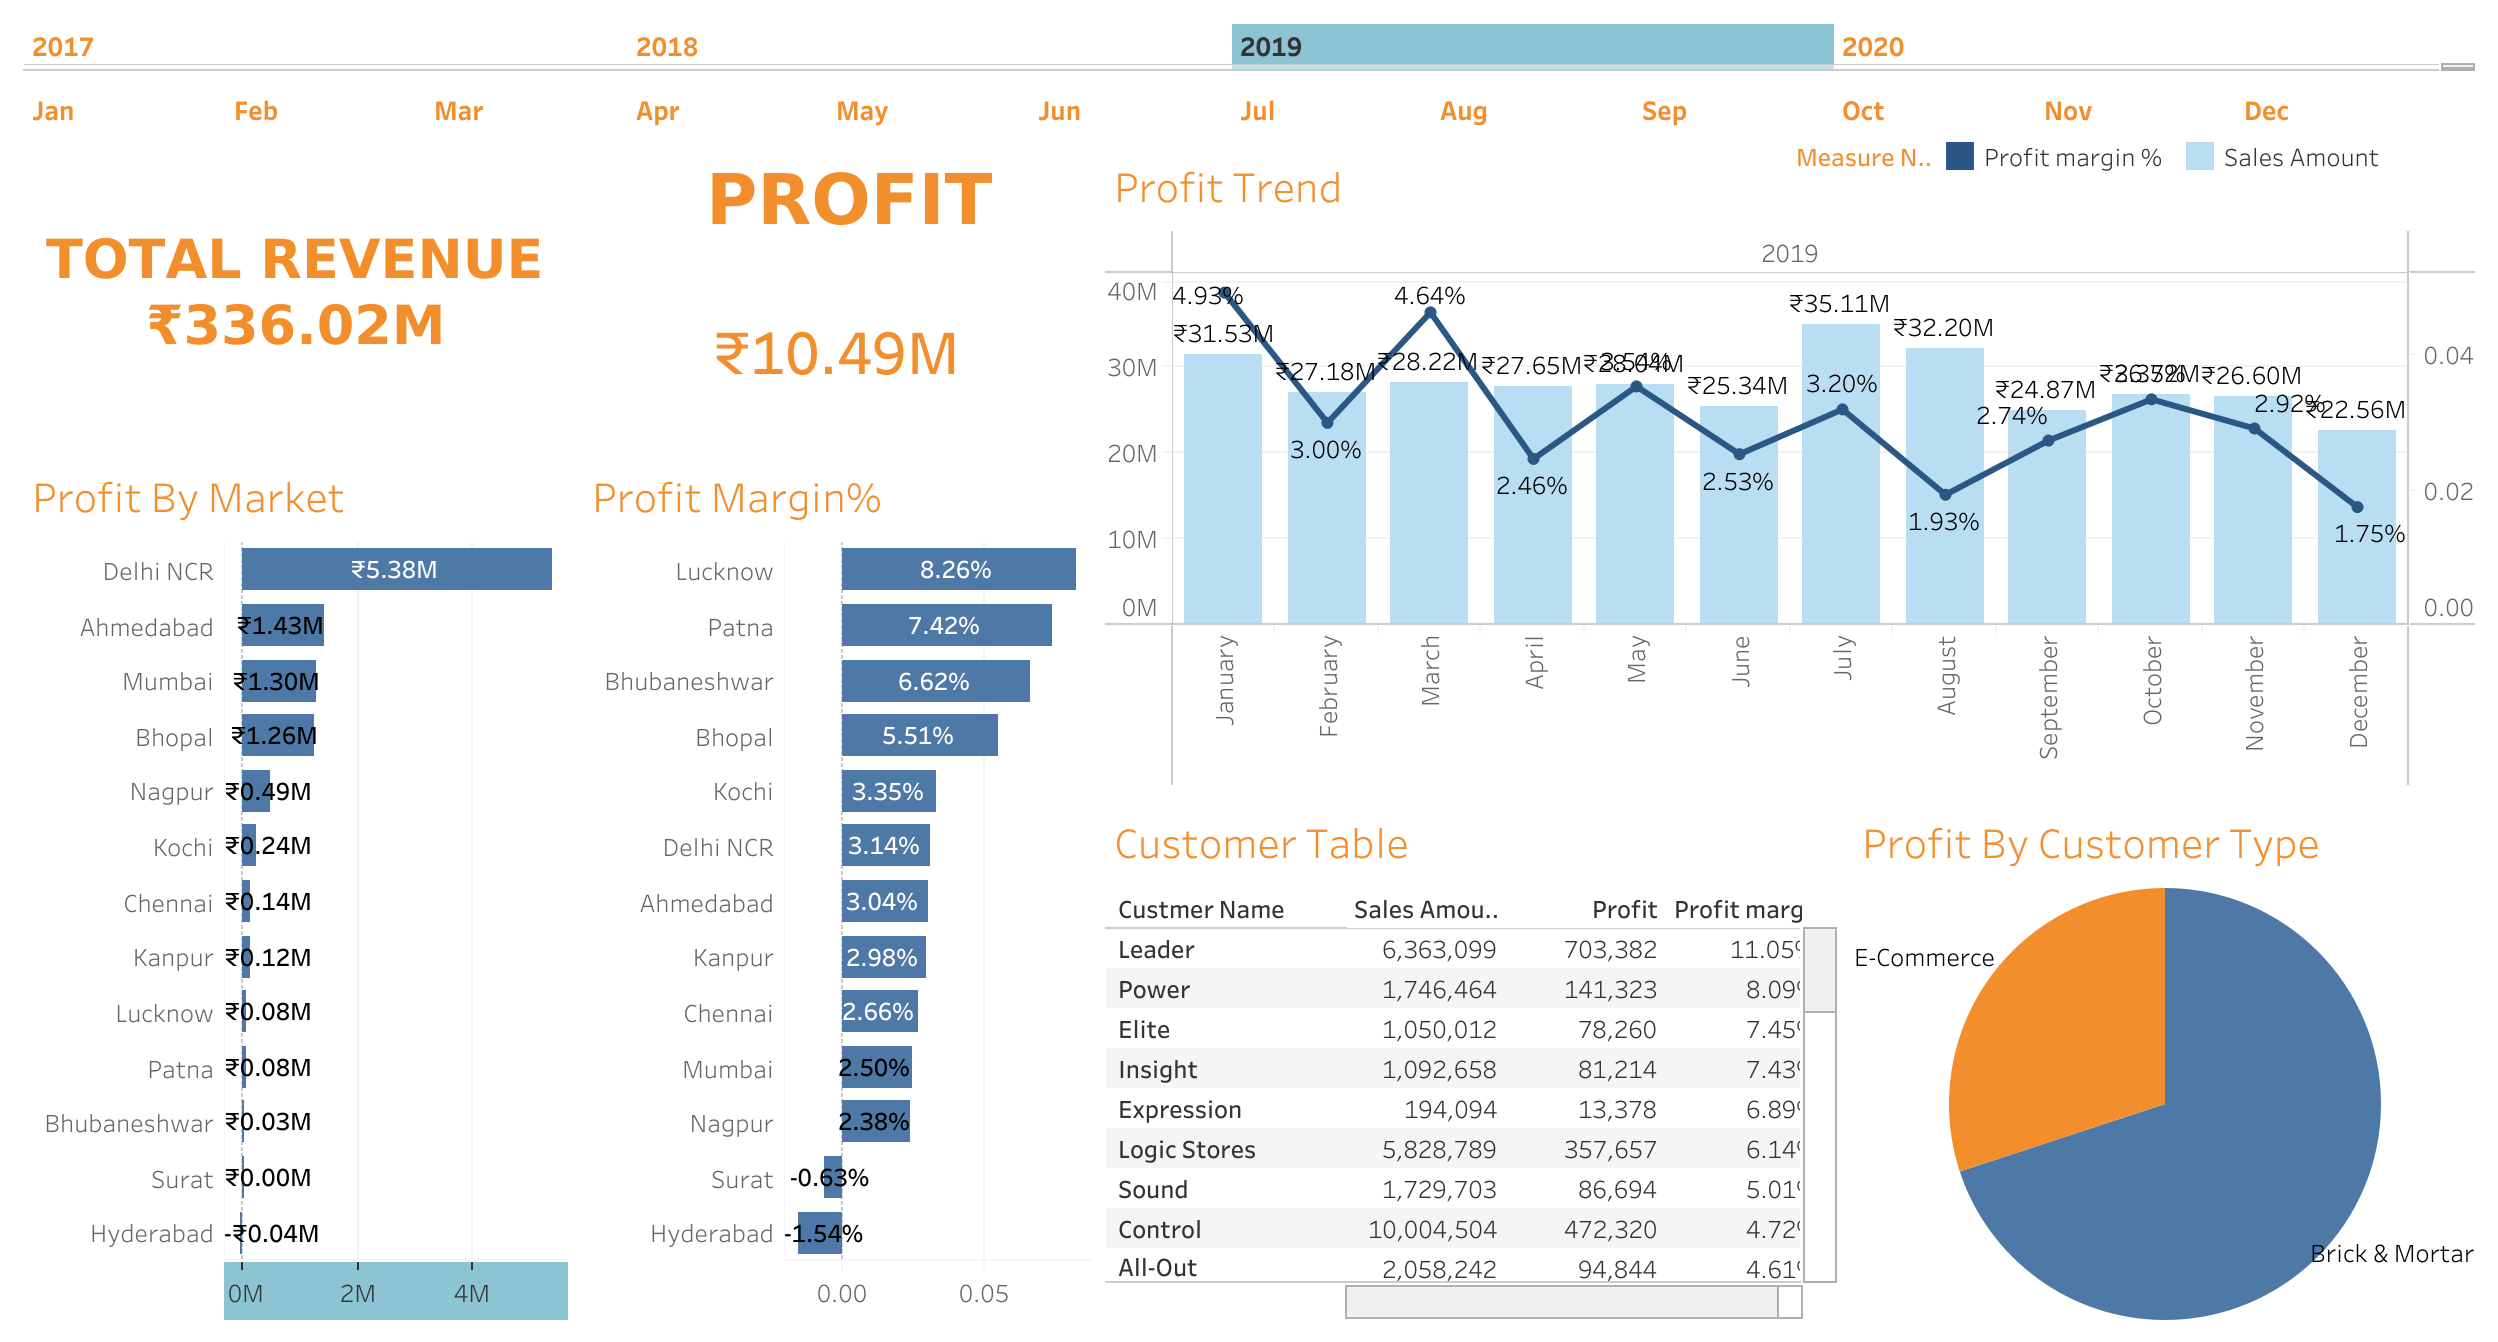 2017 2018 2019 2020
Jan Feb Mar Apr May Jun Jul Aug Sep Oct Nov Dec
Measure N.. Profit margin % Sales Amount
TOTAL REVENUE
₹336.02M
PROFIT
₹10.49M
Profit Trend
2019
40M
30M
20M
10M
0M
0.04
0.02
0.00
4.93%
₹31.53M
₹27.18M
3.00%
4.64%
₹28.22M
₹27.65M
2.46%
₹28.04M
3.54%
₹25.34M
2.53%
₹35.11M
3.20%
₹32.20M
1.93%
₹24.87M
2.74%
₹26.60M
2.92%
₹22.56M
1.75%
January
February
March
April
May
June
July
August
September
October
November
December
Profit By Market
Delhi NCR ₹5.38M
Ahmedabad ₹1.43M
Mumbai ₹1.30M
Bhopal ₹1.26M
Nagpur ₹0.49M
Kochi ₹0.24M
Chennai ₹0.14M
Kanpur ₹0.12M
Lucknow ₹0.08M
Patna ₹0.08M
Bhubaneshwar ₹0.03M
Surat ₹0.00M
Hyderabad -₹0.04M
0M 2M 4M
Profit Margin%
Lucknow 8.26%
Patna 7.42%
Bhubaneshwar 6.62%
Bhopal 5.51%
Kochi 3.35%
Delhi NCR 3.14%
Ahmedabad 3.04%
Kanpur 2.98%
Chennai 2.66%
Mumbai 2.50%
Nagpur 2.38%
Surat -0.63%
Hyderabad -1.54%
0.00 0.05
Customer Table
Custmer Name Sales Amou.. Profit Profit marg
Leader 6,363,099 703,382 11.05
Power 1,746,464 141,323 8.09
Elite 1,050,012 78,260 7.45
Insight 1,092,658 81,214 7.43
Expression 194,094 13,378 6.89
Logic Stores 5,828,789 357,657 6.14
Sound 1,729,703 86,694 5.01
Control 10,004,504 472,320 4.72
All-Out 2,058,242 94,844 4.61
Profit By Customer Type
E-Commerce
Brick & Mortar